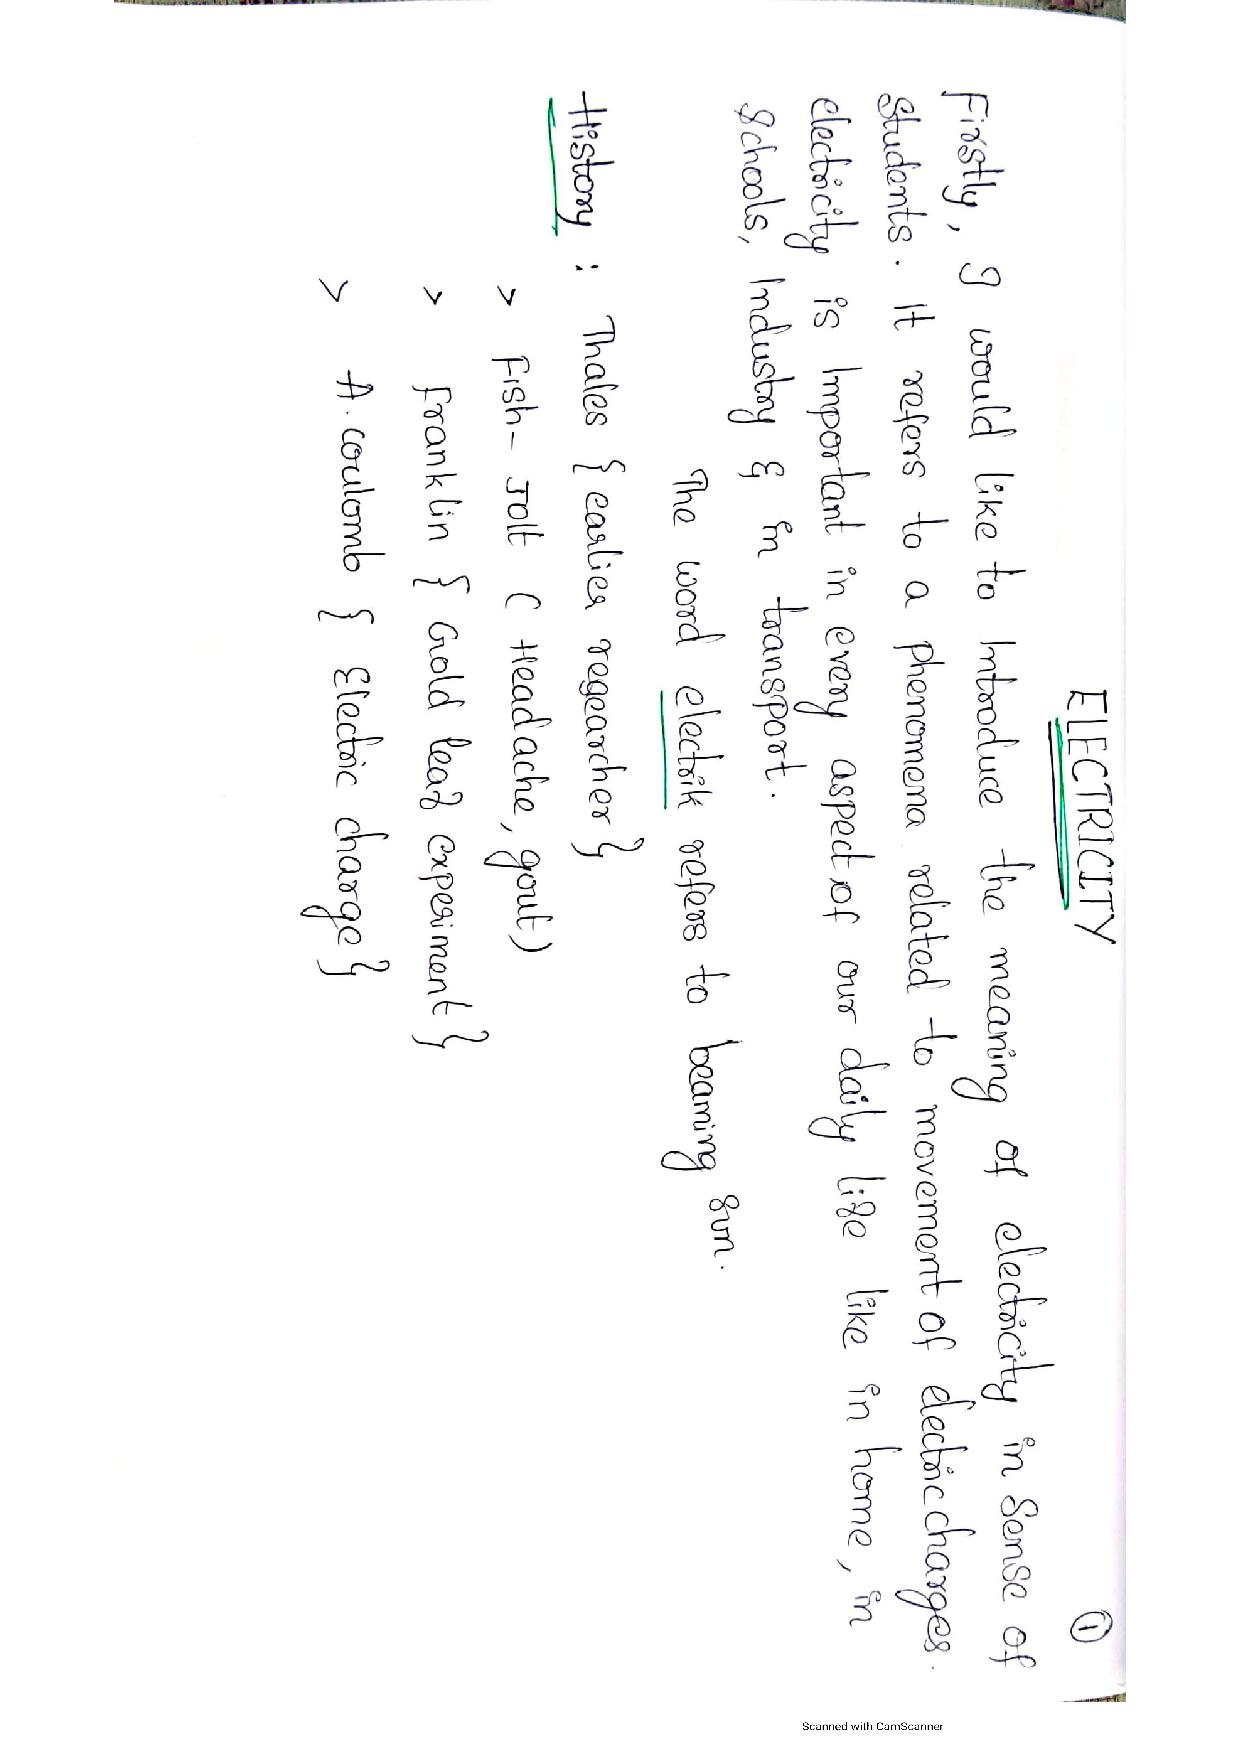 ELECTRICITY
1
Firstly, I would like to Introduce the meaning of electricity in Sense of
Students. It refers to a phenomena related to movement of electric charges.
electricity is Important in every aspect of our daily life like in home, in
Schools, Industry & in transport.
The word electrik refers to beaming sun.
History : Thales { earlier regearcher }
> Fish - Jolt ( Headache, gout )
> Franklin { Gold leaf experiment }
> A. coulomb { Electric charge }
Scanned with CamScanner